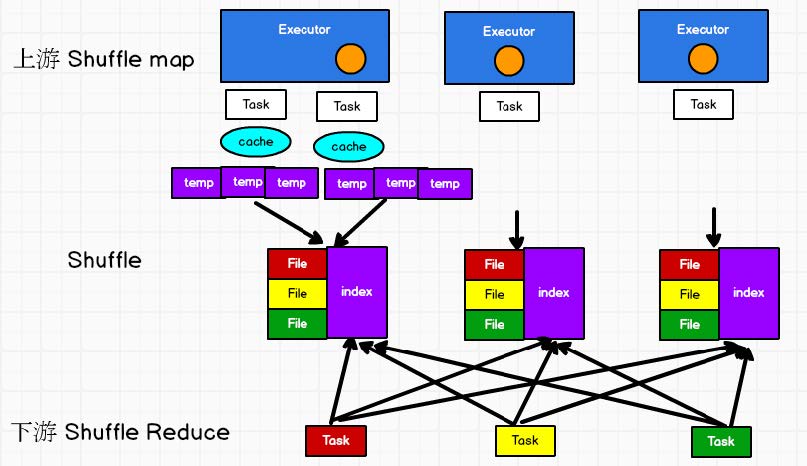 上游 Shuffle map
Executor
Executor
Executor
Task
Task
Task
Task
cache
cache
temp
temp
temp
temp
temp
temp
Shuffle
File
File
File
index
File
File
File
index
File
File
File
index
下游 Shuffle Reduce
Task
Task
Task